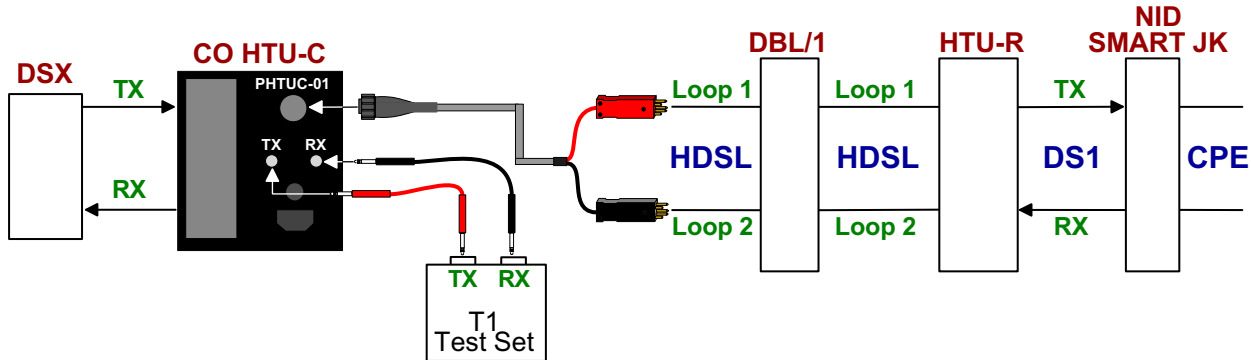 DSX
TX
RX
CO HTU-C
PHTUC-01
TX RX
TX RX
T1
Test Set
Loop 1
HDSL
Loop 2
DBL/1
Loop 1
HDSL
Loop 2
HTU-R
TX
DS1
RX
NID
SMART JK
CPE